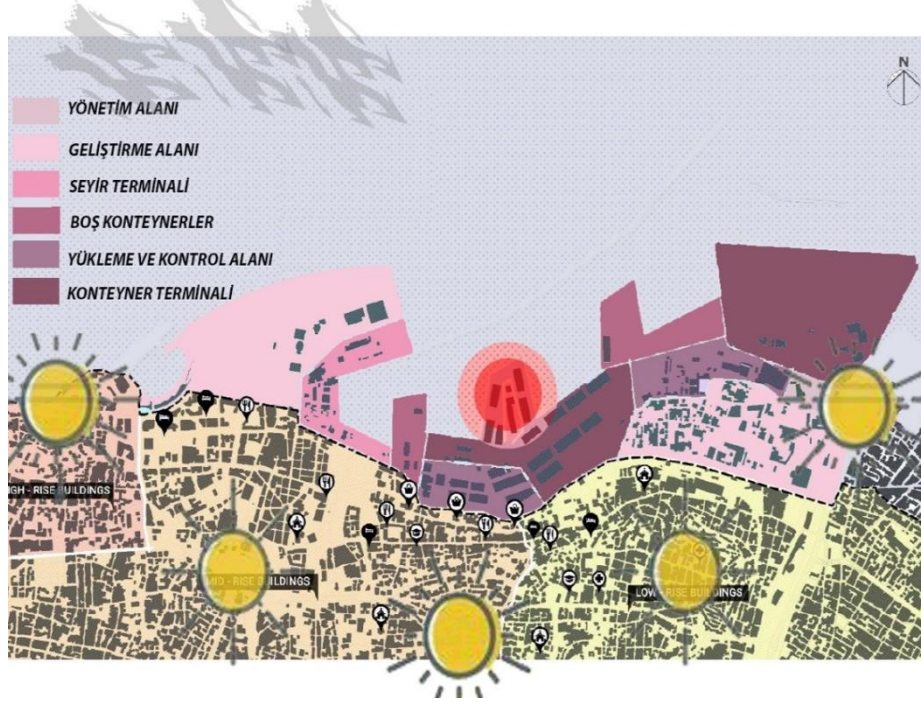 N
YÖNETİM ALANI
GELİŞTİRME ALANI
SEYİR TERMİNALİ
BOŞ KONTEYNERLER
YÜKLEME VE KONTROL ALANI
KONTEYNER TERMİNALİ
IGH - RISE BUILDINGS
MID - RISE BUILDINGS
LOW - RISE BUILDINGS